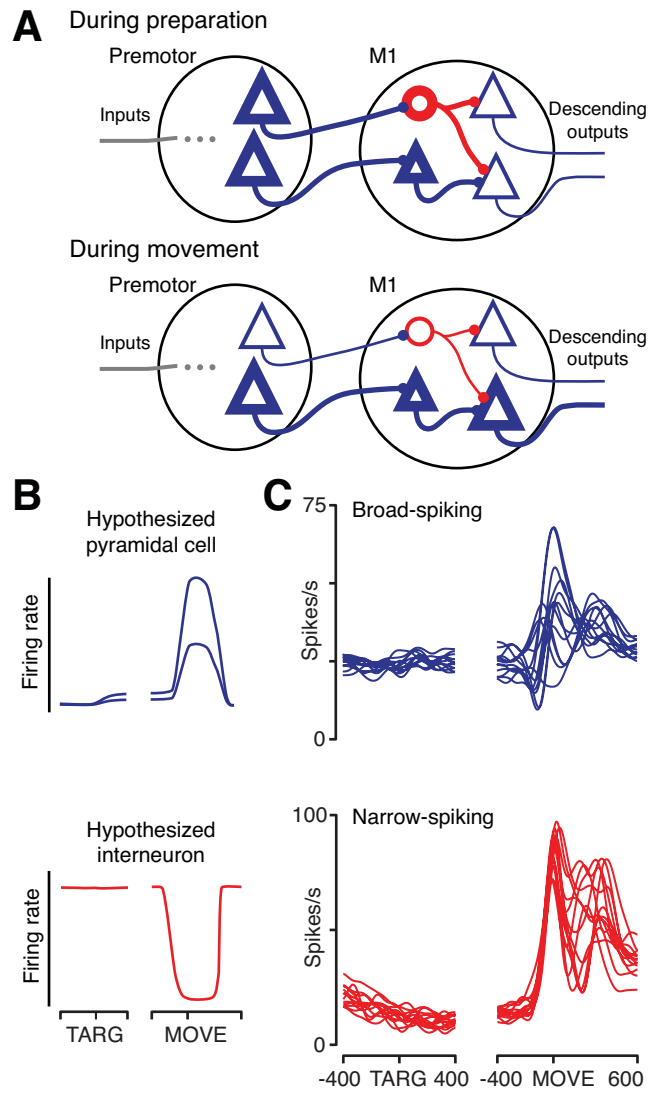 A
During preparation
Premotor
M1
Inputs
Descending
outputs
During movement
Premotor
M1
Inputs
Descending
outputs
B
Hypothesized
pyramidal cell
Firing rate
Hypothesized
interneuron
Firing rate
TARG
MOVE
C
75
Broad-spiking
Spikes/s
0
100
Narrow-spiking
Spikes/s
0
-400 TARG 400 -400 MOVE 600